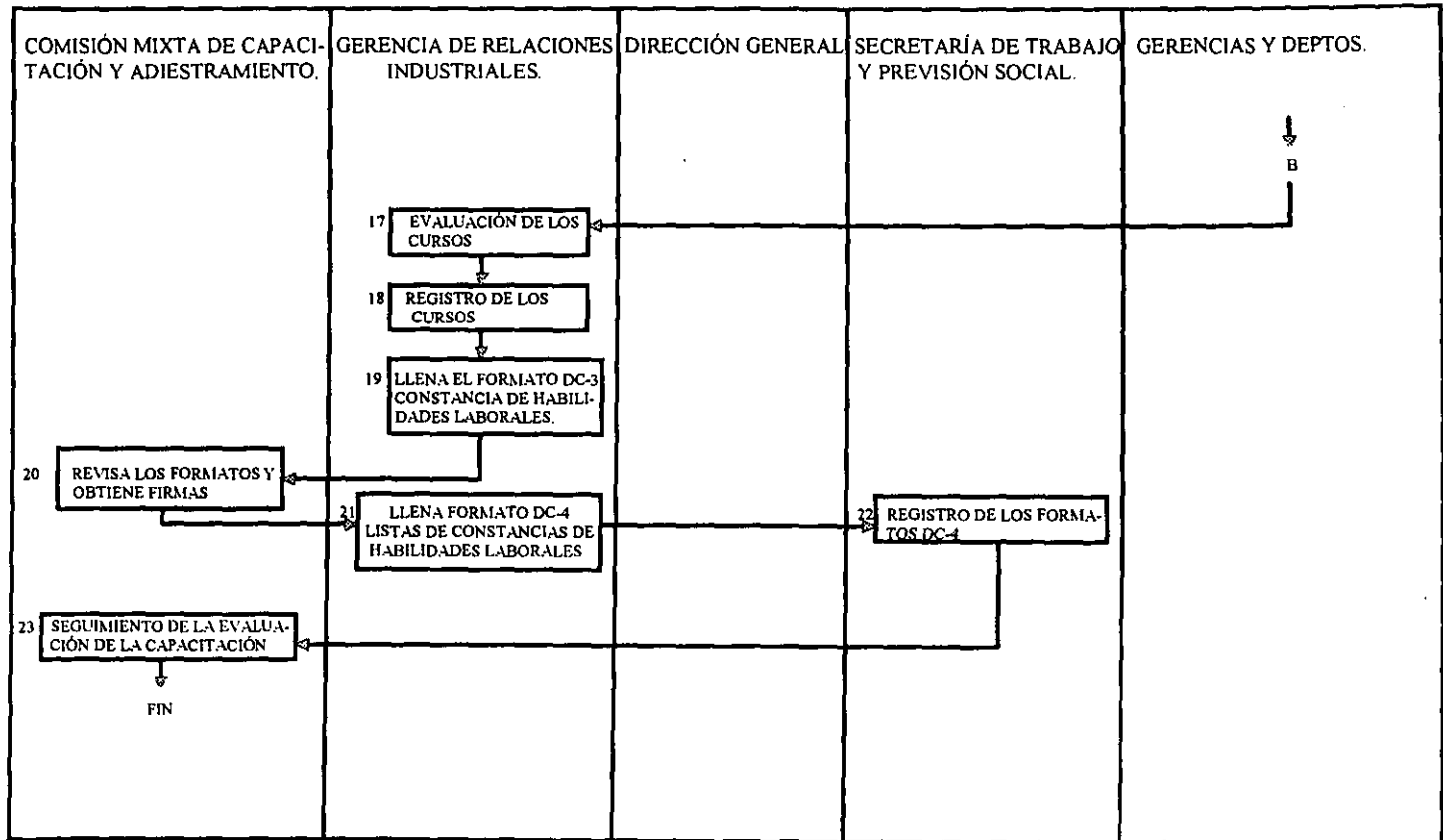 COMISIÓN MIXTA DE CAPACI-
TACIÓN Y ADIESTRAMIENTO.
GERENCIA DE RELACIONES
INDUSTRIALES.
DIRECCIÓN GENERAL
SECRETARÍA DE TRABAJO
Y PREVISIÓN SOCIAL.
GERENCIAS Y DEPTOS.
B
17
EVALUACIÓN DE LOS
CURSOS
18
REGISTRO DE LOS
CURSOS
19
LLENA EL FORMATO DC-3
CONSTANCIA DE HABILI-
DADES LABORALES.
20
REVISA LOS FORMATOS Y
OBTIENE FIRMAS
21
LLENA FORMATO DC-4
LISTAS DE CONSTANCIAS DE
HABILIDADES LABORALES
22
REGISTRO DE LOS FORMA-
TOS DC-4
23
SEGUIMIENTO DE LA EVALUA-
CIÓN DE LA CAPACITACIÓN
FIN